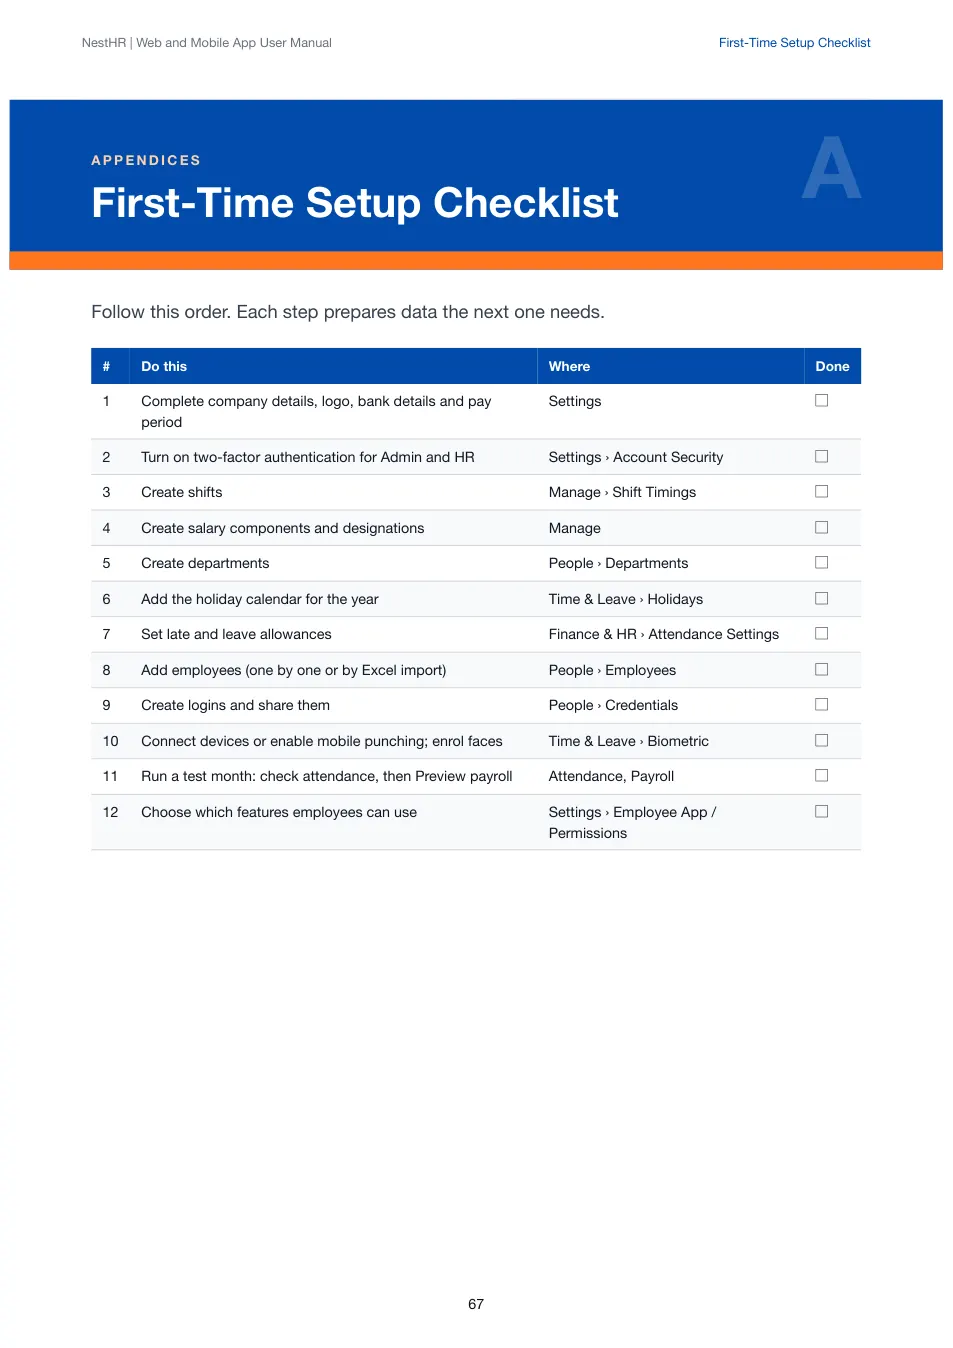 NestHR | Web and Mobile App User Manual
First-Time Setup Checklist
APPENDICES
A
First-Time Setup Checklist
Follow this order. Each step prepares data the next one needs.
# Do this Where Done
1 Complete company details, logo, bank details and pay Settings
period
2 Turn on two-factor authentication for Admin and HR Settings › Account Security
3 Create shifts Manage › Shift Timings
4 Create salary components and designations Manage
5 Create departments People › Departments
6 Add the holiday calendar for the year Time & Leave › Holidays
7 Set late and leave allowances Finance & HR › Attendance Settings
8 Add employees (one by one or by Excel import) People › Employees
9 Create logins and share them People › Credentials
10 Connect devices or enable mobile punching; enrol faces Time & Leave › Biometric
11 Run a test month: check attendance, then Preview payroll Attendance, Payroll
12 Choose which features employees can use Settings › Employee App /
Permissions
67